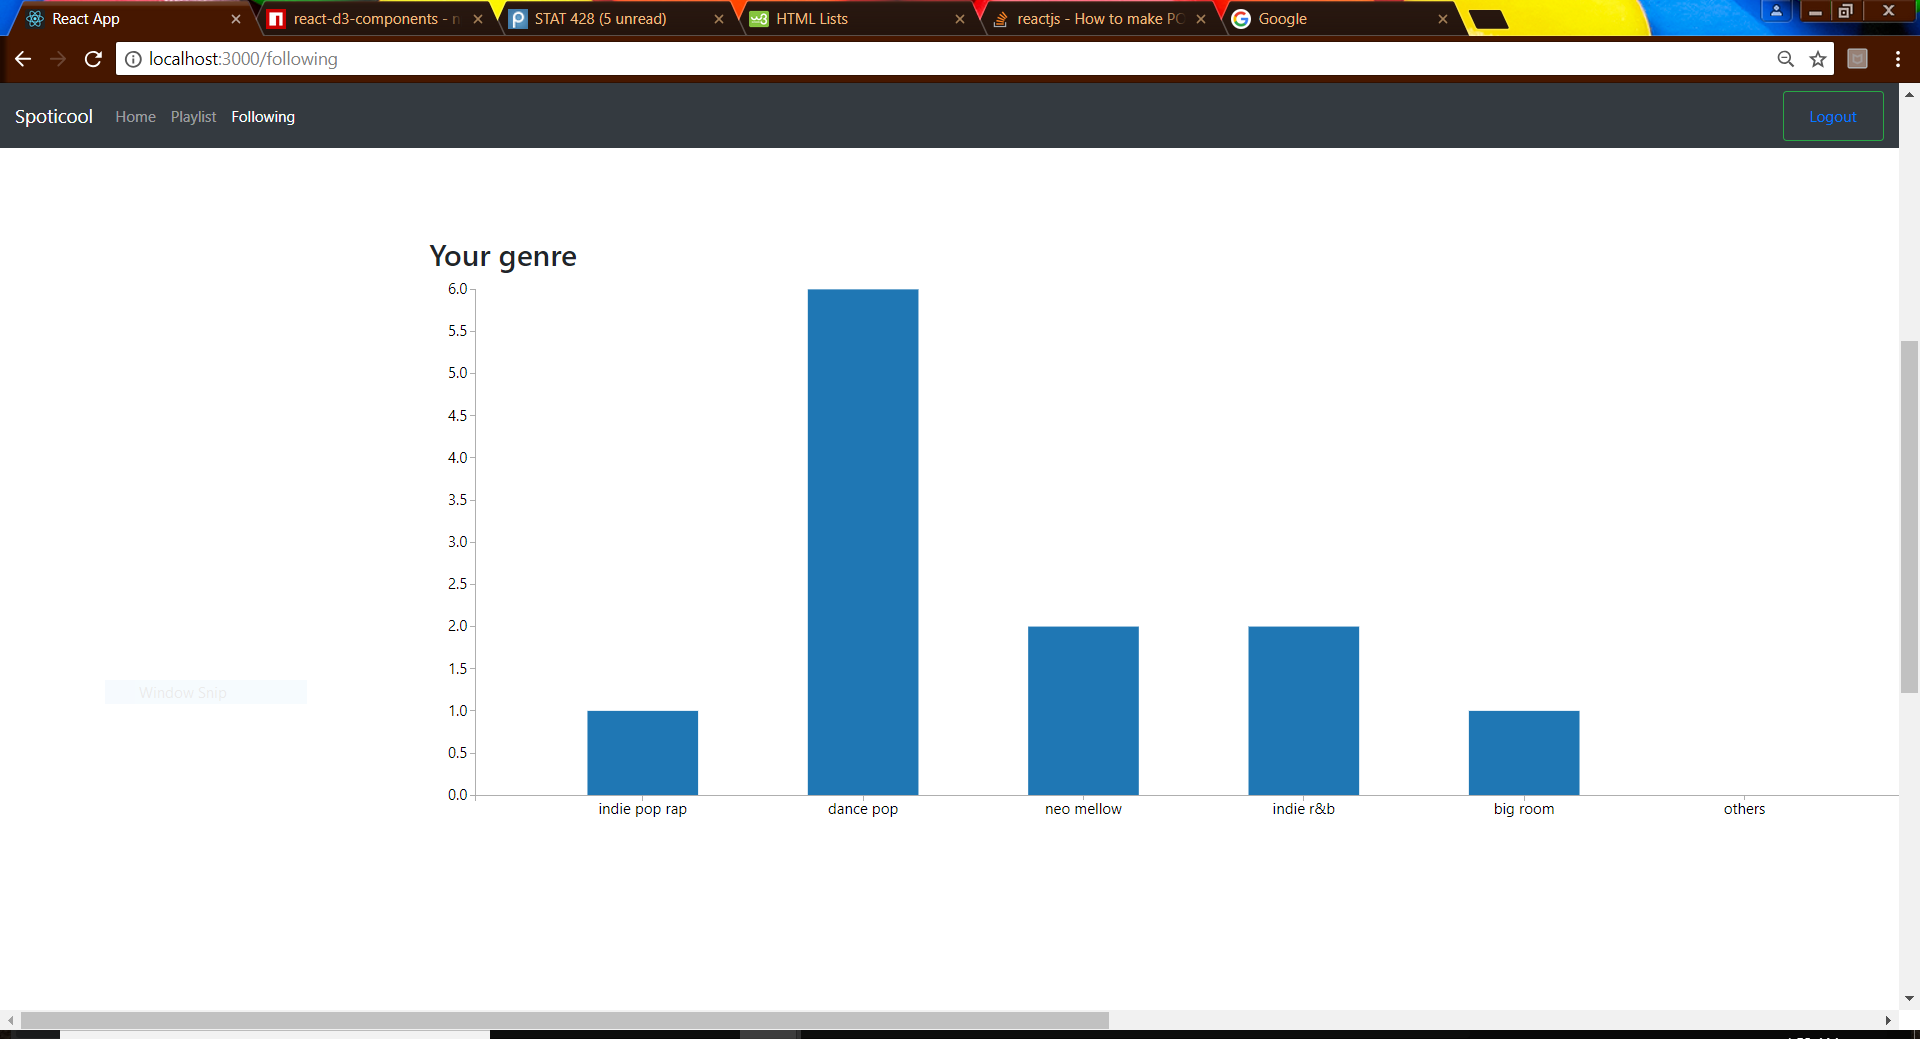 React App
react-d3-components - n
STAT 428 (5 unread)
HTML Lists
reactjs - How to make PO
Google
localhost:3000/following
Spoticool Home Playlist Following Logout
Your genre
6.0
5.5
5.0
4.5
4.0
3.5
3.0
2.5
2.0
1.5
1.0
0.5
0.0
indie pop rap dance pop neo mellow indie r&b big room others
Window Snip